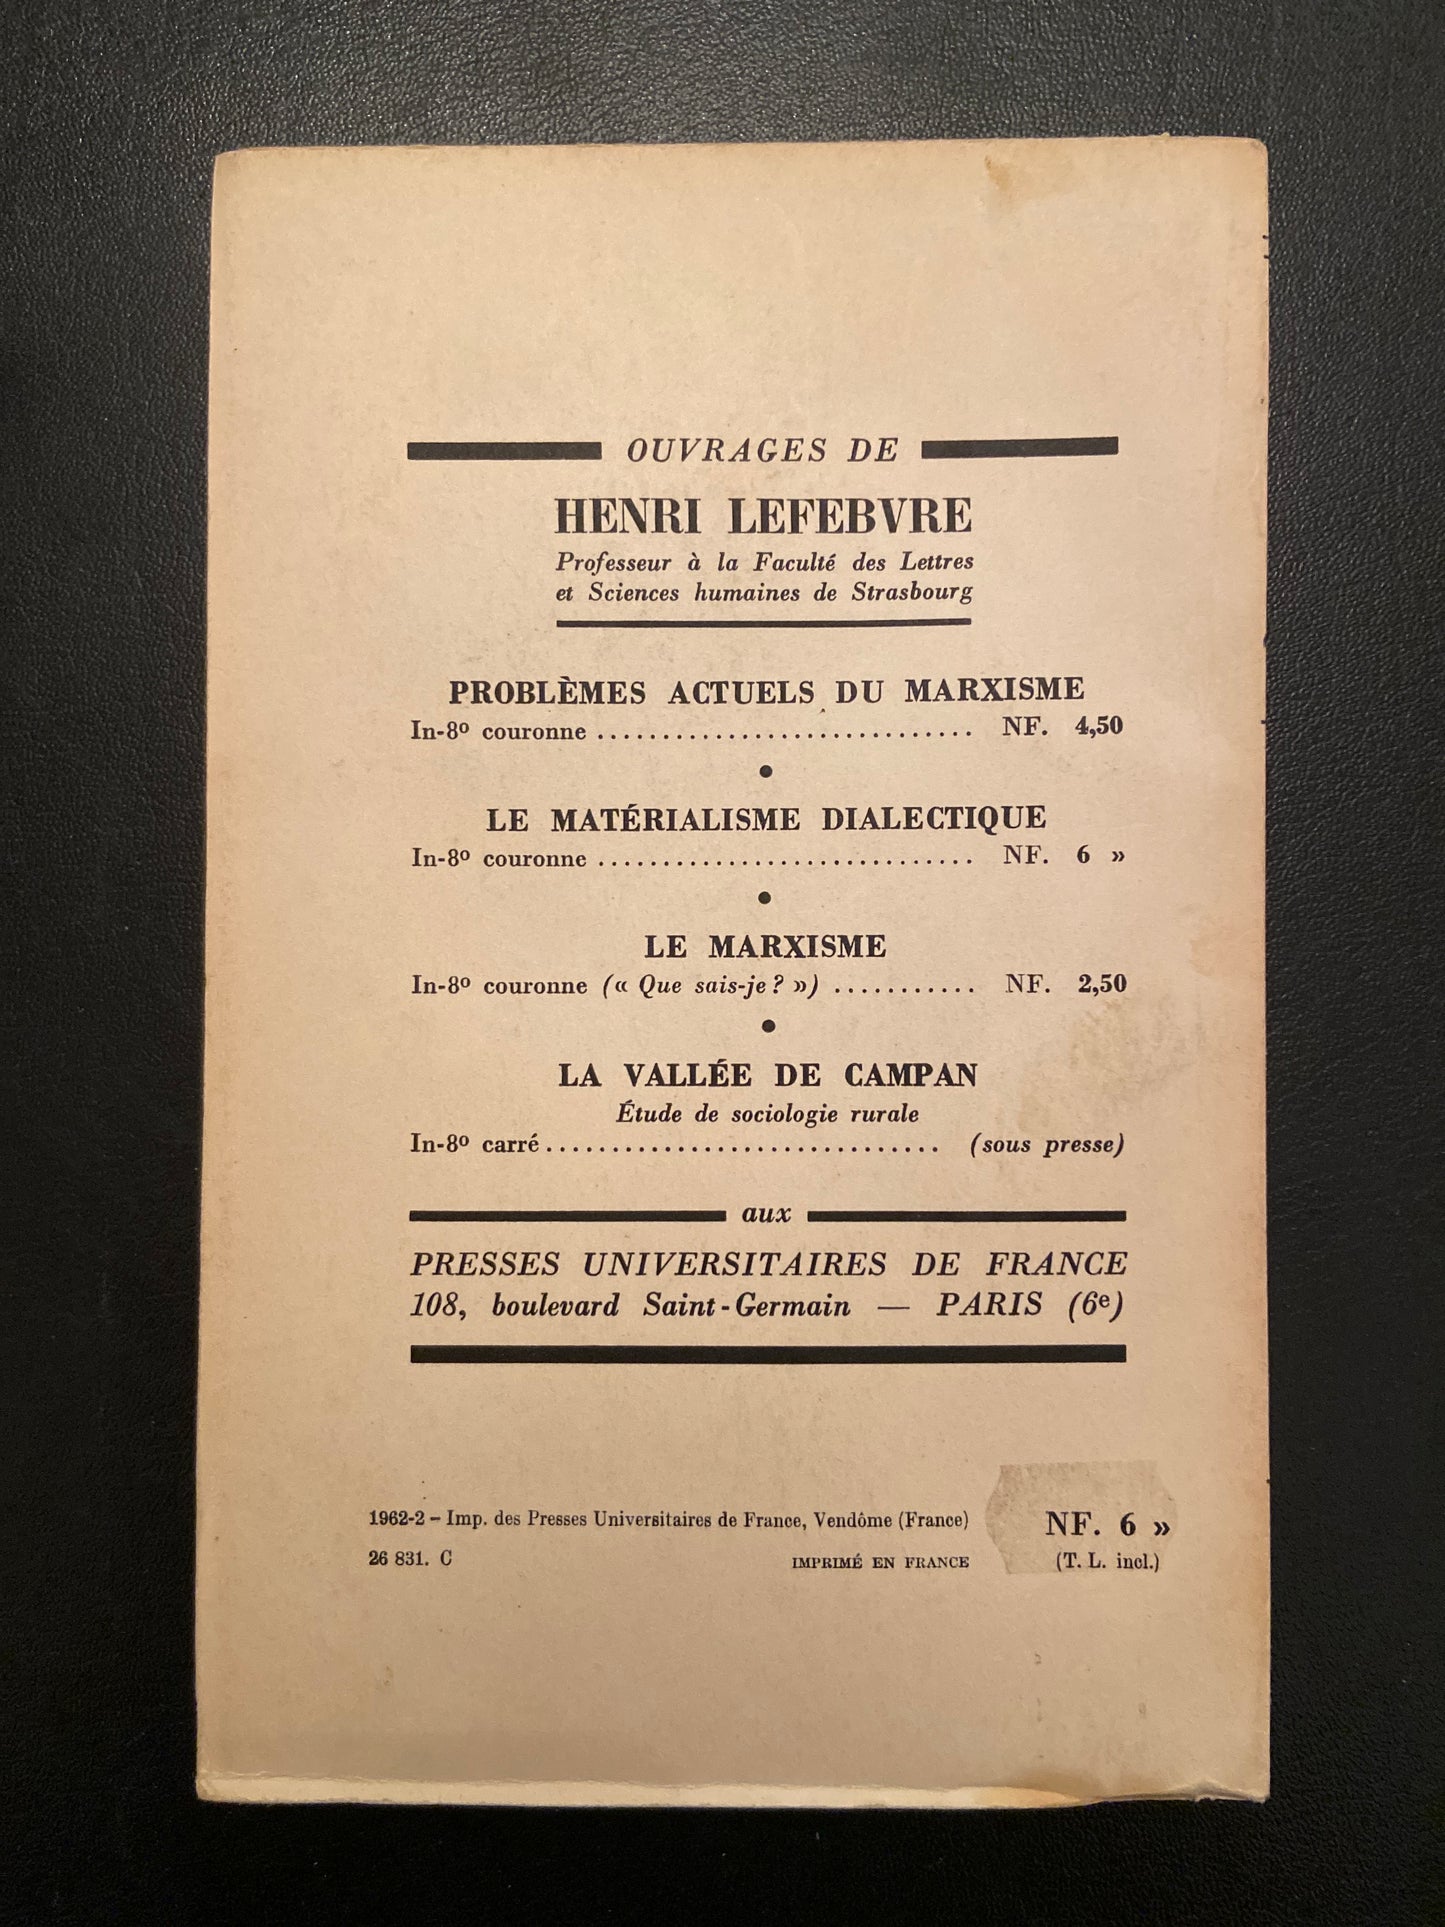 OUVRAGES DE
HENRI LEFEBVRE
Professeur à la Faculté des Lettres
et Sciences humaines de Strasbourg
PROBLÈMES ACTUELS DU MARXISME
In-8º couronne .............................. NF. 4,50
LE MATÉRIALISME DIALECTIQUE
In-8º couronne .............................. NF. 6 »
LE MARXISME
In-8º couronne (« Que sais-je ? ») ........... NF. 2,50
LA VALLÉE DE CAMPAN
Étude de sociologie rurale
In-8º carré .............................. (sous presse)
aux
PRESSES UNIVERSITAIRES DE FRANCE
108, boulevard Saint-Germain — PARIS (6e)
1962-2 – Imp. des Presses Universitaires de France, Vendôme (France)
26 831. C IMPRIMÉ EN FRANCE
NF. 6 »
(T. L. incl.)